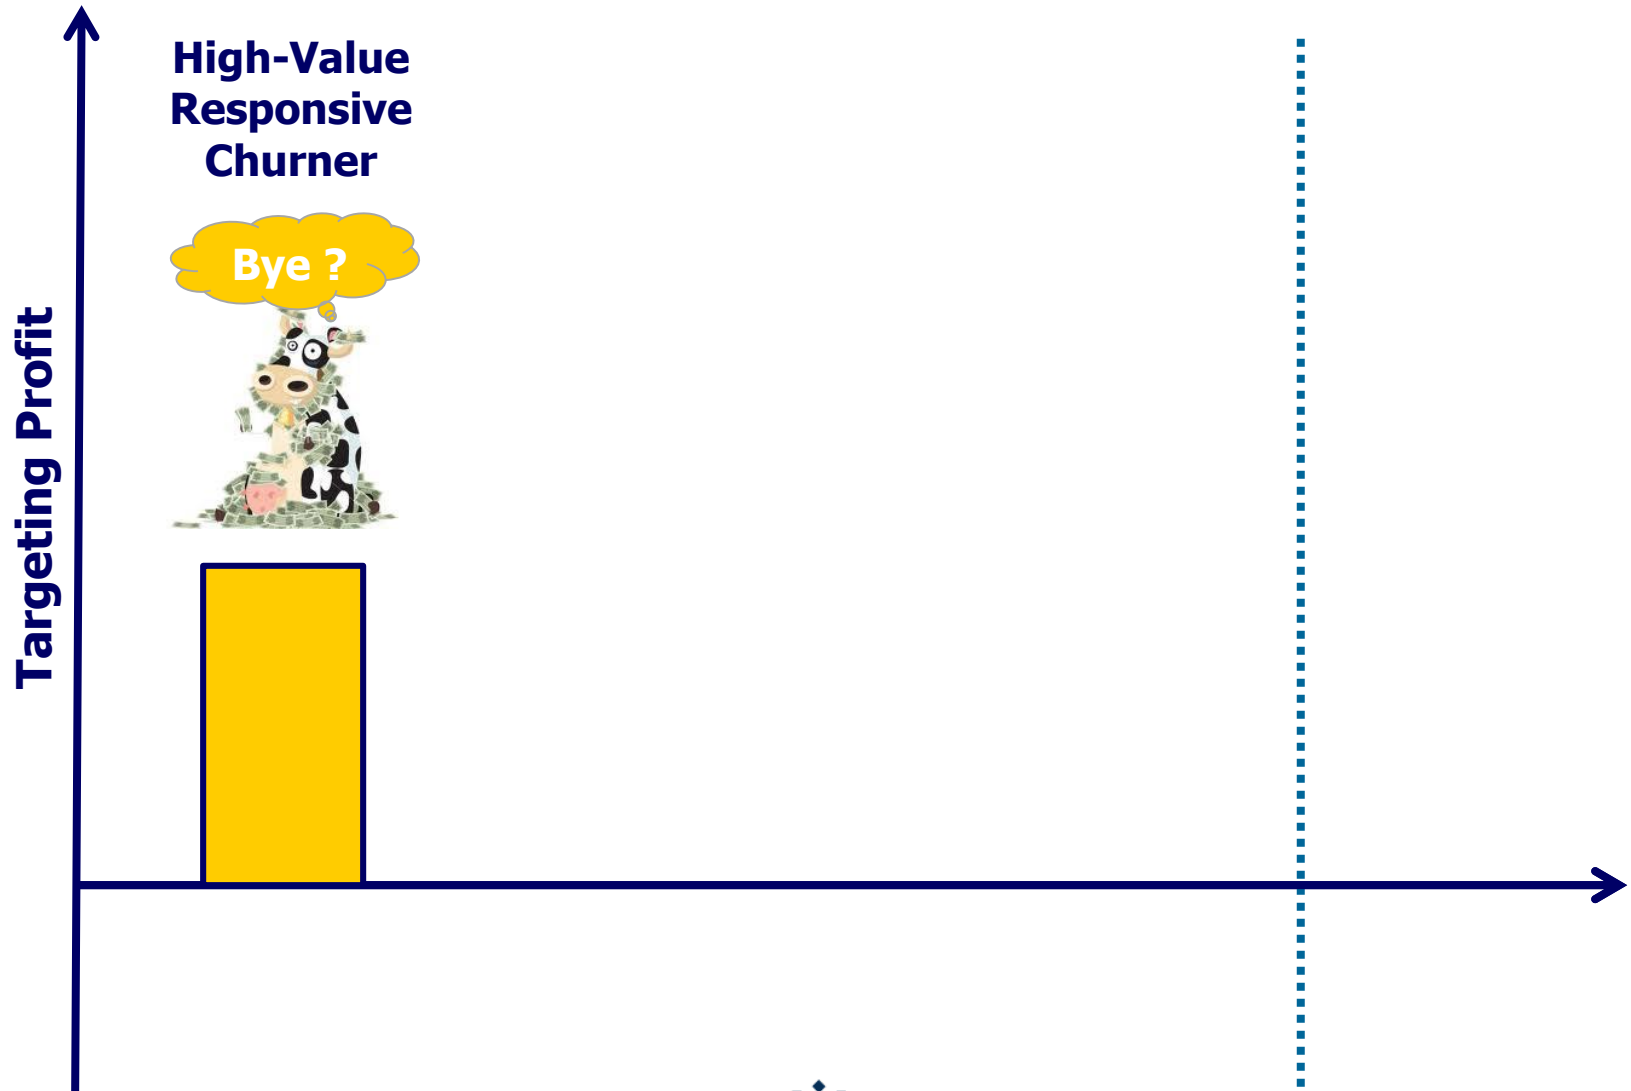 High-Value
Responsive
Churner
Bye ?
Targeting Profit